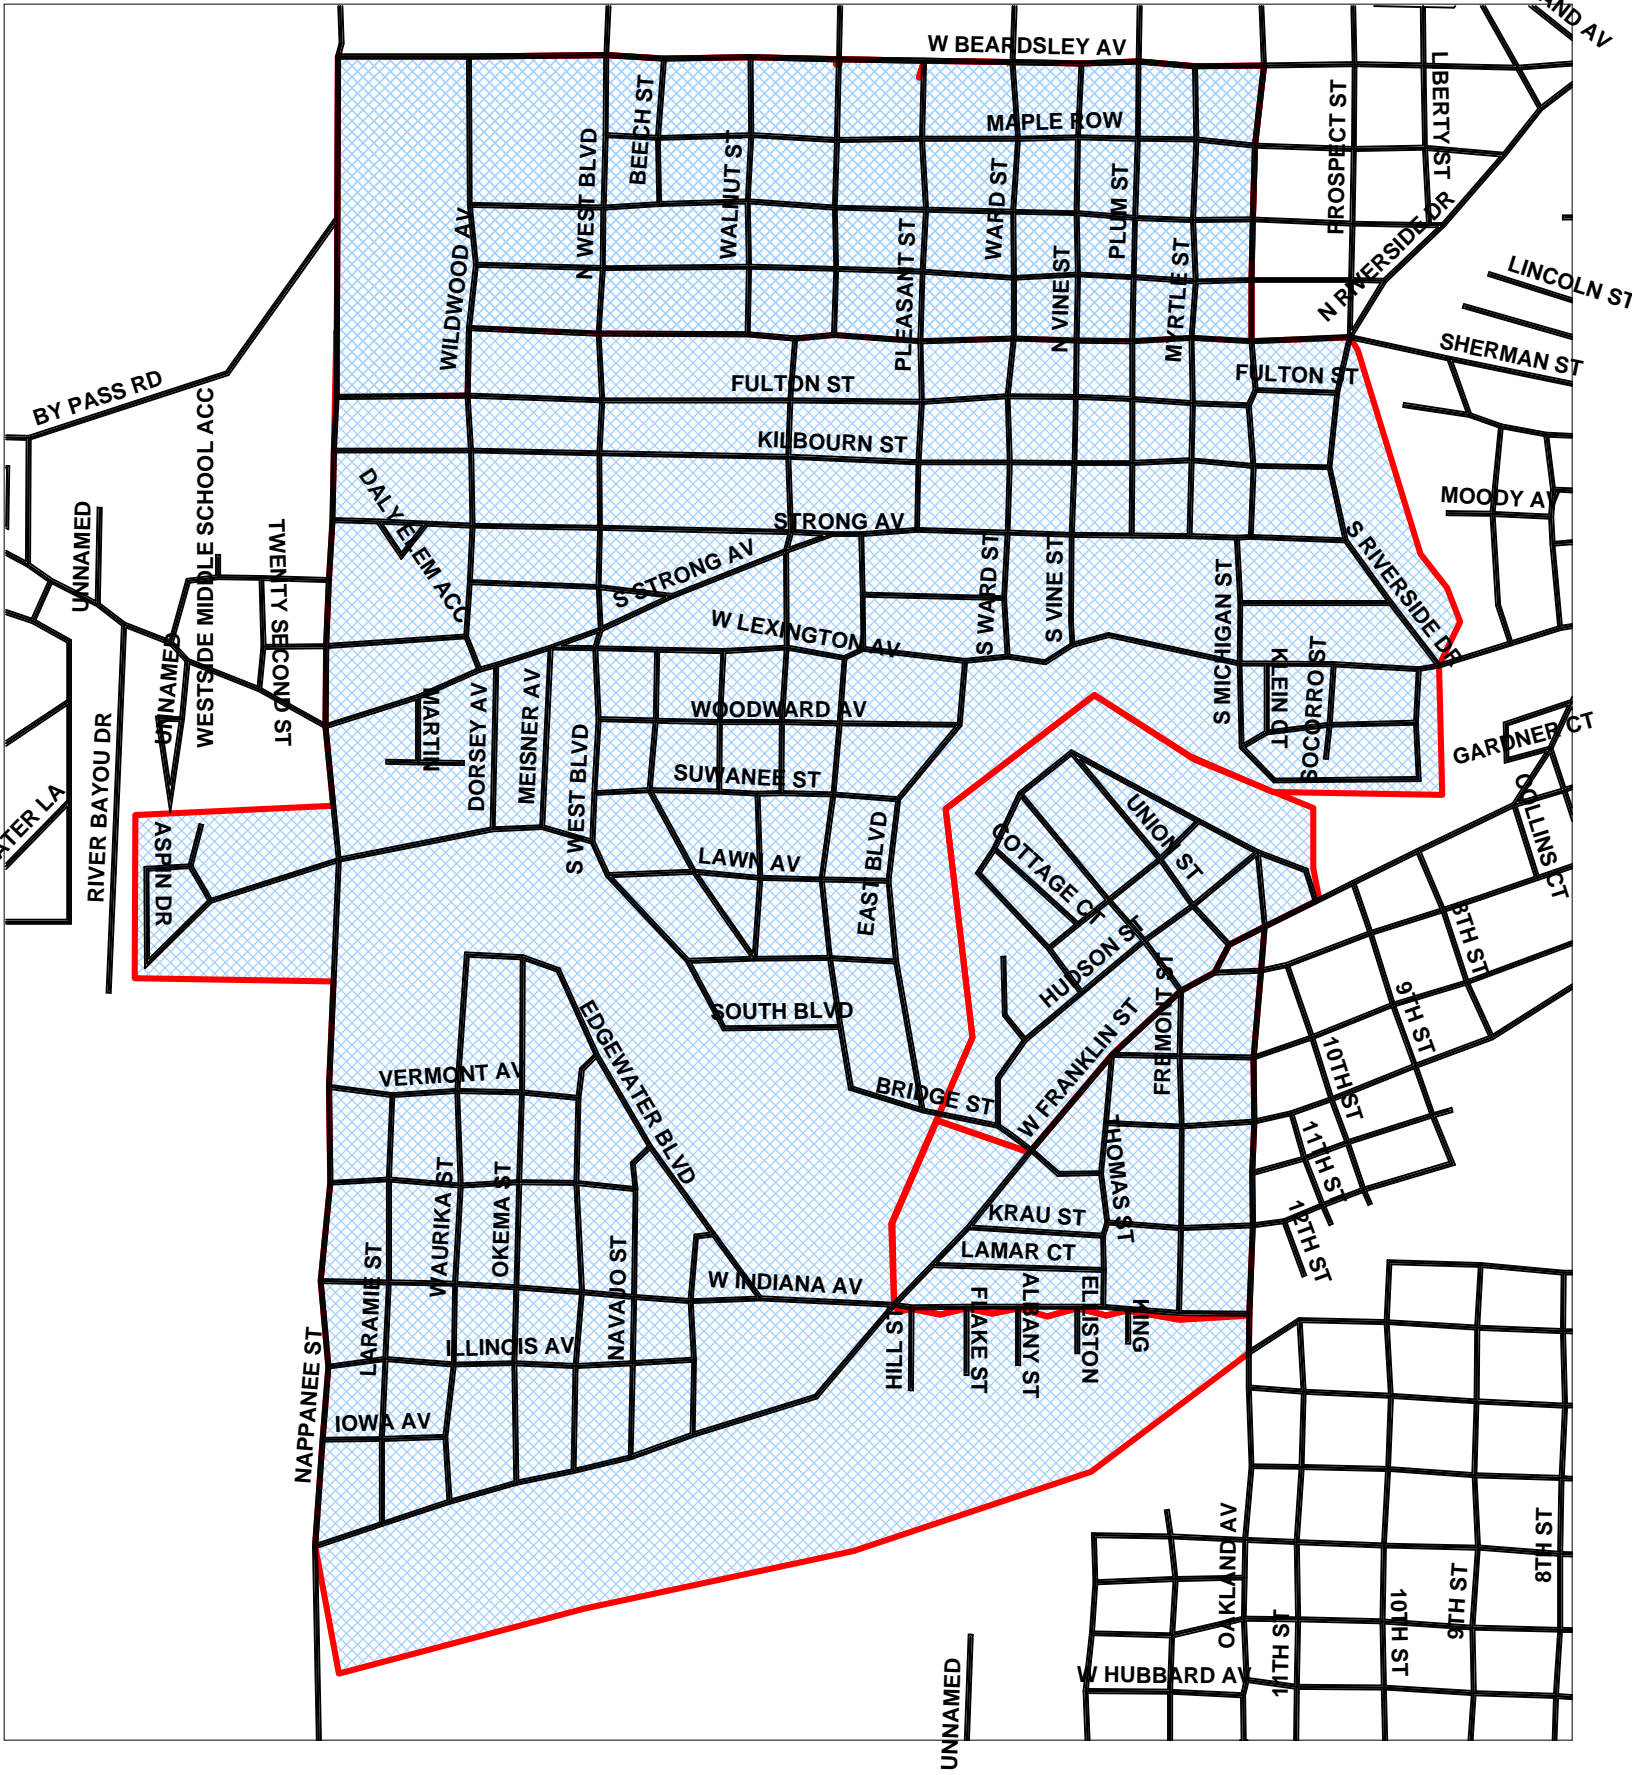 AND AV
W BEARDSLEY AV
LIBERTY ST
PROSPECT ST
BEECH ST
MAPLE ROW
N WEST BLVD
WALNUT ST
WARD ST
PLUM ST
WILDWOOD AV
PLEASANT ST
N VINE ST
MYRTLE ST
N RIVERSIDE DR
LINCOLN ST
SHERMAN ST
BY PASS RD
FULTON ST
FULTON ST
WESTSIDE MIDDLE SCHOOL ACC
KILBOURN ST
DALY ELEM ACC
MOODY AV
UNNAMED
TWENTY SECOND ST
STRONG AV
S STRONG AV
S RIVERSIDE DR
S WARD ST
S VINE ST
S MICHIGAN ST
W LEXINGTON AV
UNNAMED
KLEIN CT
SOCORRO ST
MARTIN
DORSEY AV
MEISNER AV
WOODWARD AV
S WEST BLVD
GARDNER CT
RIVER BAYOU DR
SUWANEE ST
COLLINS CT
ATER LA
UNION ST
COTTAGE CT
ASPIN DR
LAWN AV
EAST BLVD
HUDSON ST
8TH ST
9TH ST
SOUTH BLVD
EDGEWATER BLVD
W FRANKLIN ST
FREMONT ST
10TH ST
VERMONT AV
BRIDGE ST
11TH ST
THOMAS ST
12TH ST
WAURIKA ST
OKEMA ST
KRAU ST
LAMAR CT
LARAMIE ST
NAVAJO ST
W INDIANA AV
S HILL ST
FLAKE ST
ALBANY ST
ELLISTON
KING
ILLINOIS AV
NAPPANEE ST
IOWA AV
OAKLAND AV
8TH ST
9TH ST
10TH ST
11TH ST
W HUBBARD AV
UNNAMED